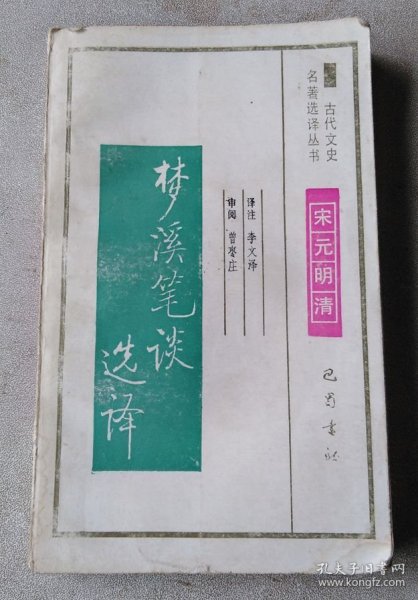 古代文史
名著选译丛书
宋元明清
巴蜀书社
译注 李文泽
审阅 曾枣庄
梦溪笔谈
选译
孔夫子旧书网
www.kongfz.com